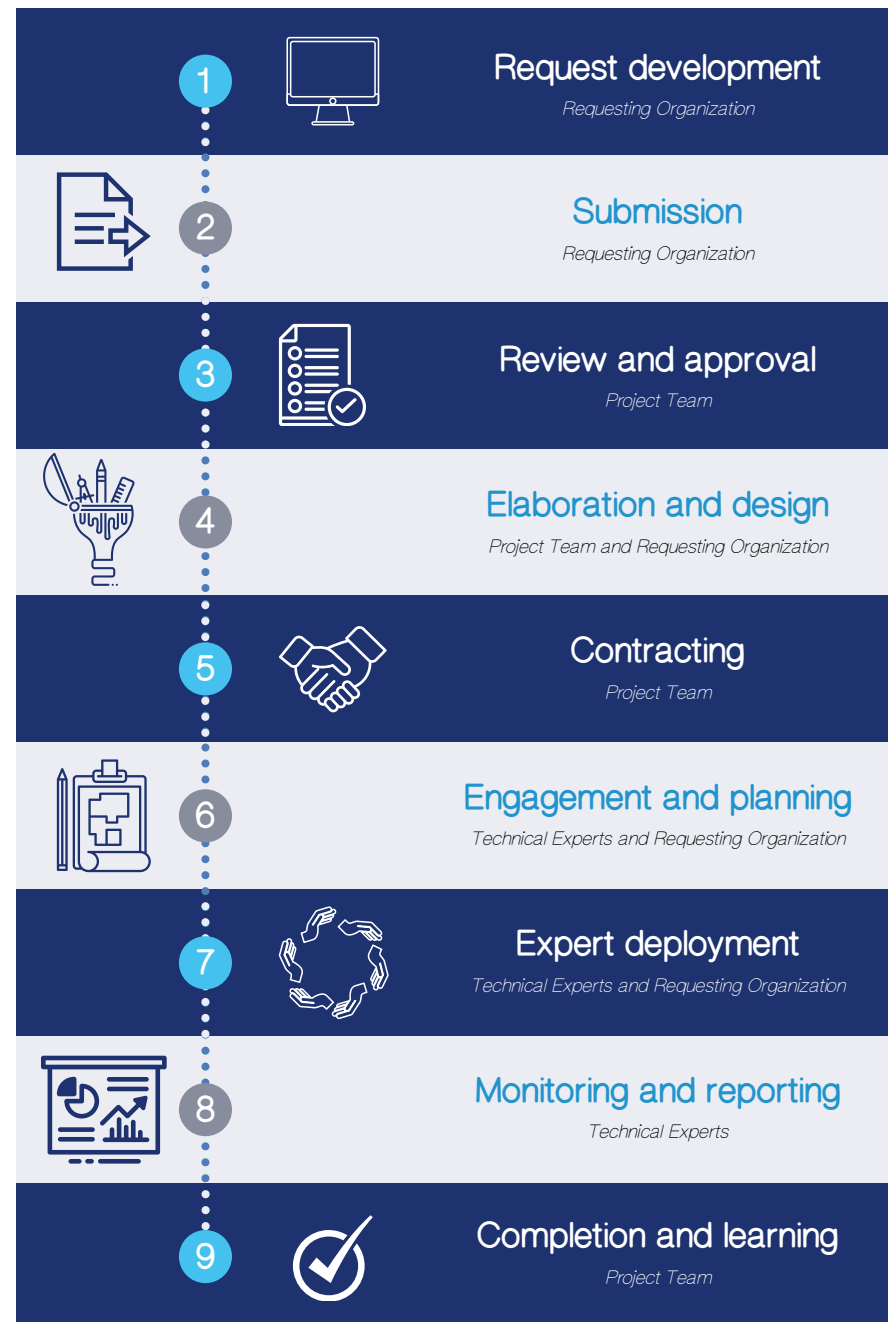 1
Request development
Requesting Organization
2
Submission
Requesting Organization
3
Review and approval
Project Team
4
Elaboration and design
Project Team and Requesting Organization
5
Contracting
Project Team
6
Engagement and planning
Technical Experts and Requesting Organization
7
Expert deployment
Technical Experts and Requesting Organization
8
Monitoring and reporting
Technical Experts
9
Completion and learning
Project Team